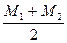 M₁ + M₂
2